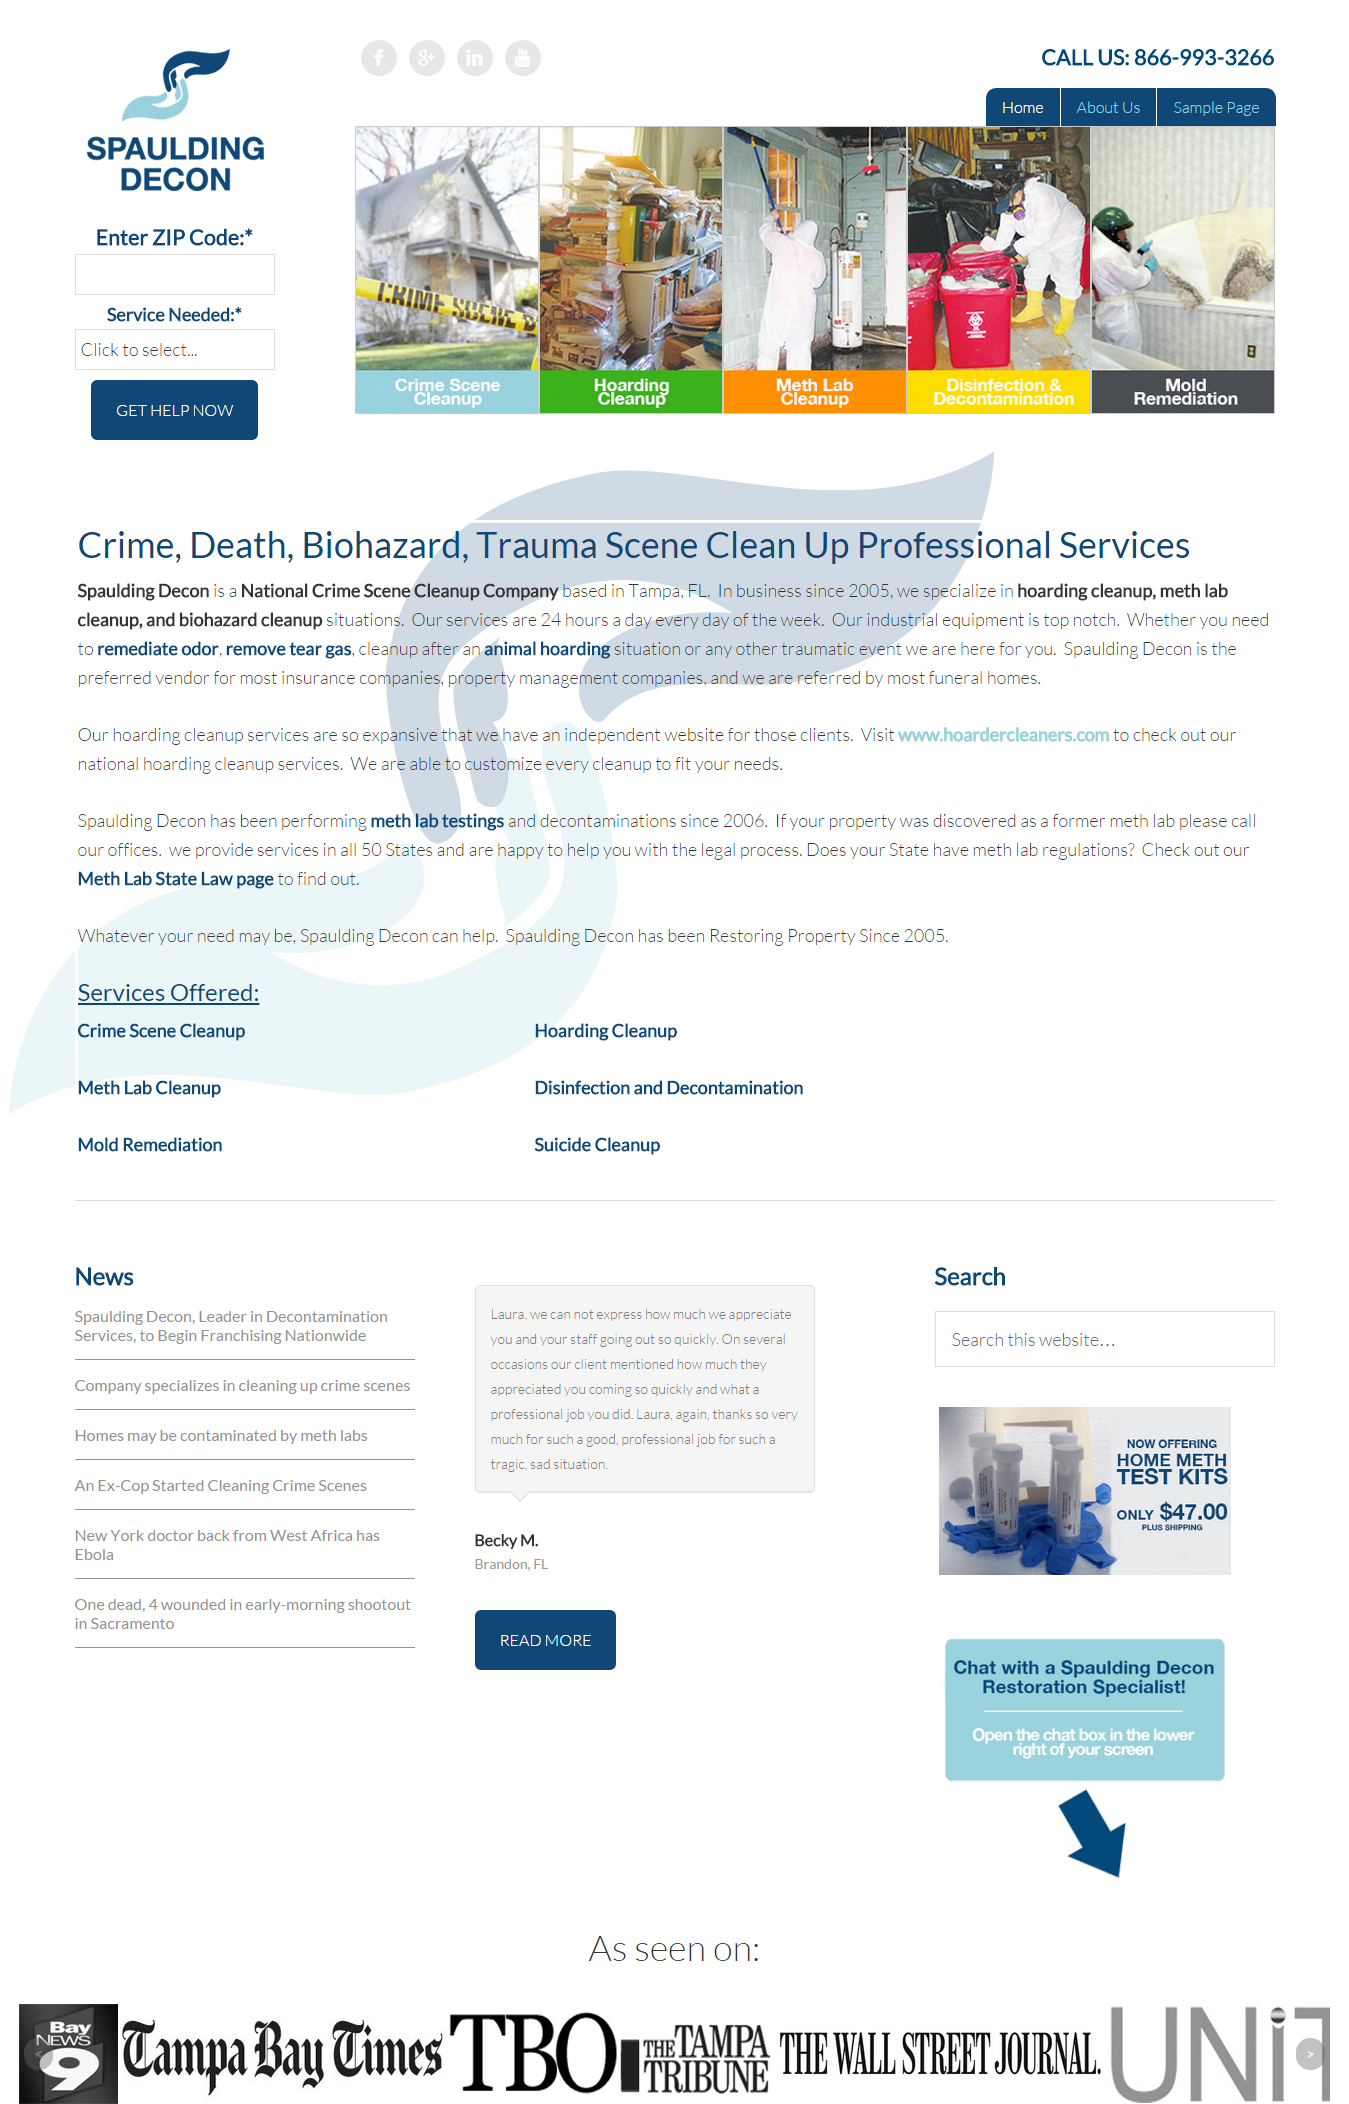 CALL US: 866-993-3266
SPAULDING
DECON
Home
About Us
Sample Page
Enter ZIP Code:*
Service Needed:*
Click to select...
GET HELP NOW
CRIME SCENE
Crime Scene
Cleanup
Hoarding
Cleanup
Meth Lab
Cleanup
Disinfection &
Decontamination
Mold
Remediation
Crime, Death, Biohazard, Trauma Scene Clean Up Professional Services
Spaulding Decon is a National Crime Scene Cleanup Company based in Tampa, FL.  In business since 2005, we specialize in hoarding cleanup, meth lab
cleanup, and biohazard cleanup situations.  Our services are 24 hours a day every day of the week.  Our industrial equipment is top notch.  Whether you need
to remediate odor, remove tear gas, cleanup after an animal hoarding situation or any other traumatic event we are here for you.  Spaulding Decon is the
preferred vendor for most insurance companies, property management companies, and we are referred by most funeral homes.
Our hoarding cleanup services are so expansive that we have an independent website for those clients.  Visit www.hoardercleaners.com to check out our
national hoarding cleanup services.  We are able to customize every cleanup to fit your needs.
Spaulding Decon has been performing meth lab testings and decontaminations since 2006.  If your property was discovered as a former meth lab please call
our offices.  we provide services in all 50 States and are happy to help you with the legal process. Does your State have meth lab regulations?  Check out our
Meth Lab State Law page to find out.
Whatever your need may be, Spaulding Decon can help.  Spaulding Decon has been Restoring Property Since 2005.
Services Offered:
Crime Scene Cleanup
Hoarding Cleanup
Meth Lab Cleanup
Disinfection and Decontamination
Mold Remediation
Suicide Cleanup
News
Spaulding Decon, Leader in Decontamination
Services, to Begin Franchising Nationwide
Company specializes in cleaning up crime scenes
Homes may be contaminated by meth labs
An Ex-Cop Started Cleaning Crime Scenes
New York doctor back from West Africa has
Ebola
One dead, 4 wounded in early-morning shootout
in Sacramento
Laura, we can not express how much we appreciate
you and your staff going out so quickly. On several
occasions our client mentioned how much they
appreciated you coming so quickly and what a
professional job you did. Laura, again, thanks so very
much for such a good, professional job for such a
tragic, sad situation.
Becky M.
Brandon, FL
READ MORE
Search
Search this website…
NOW OFFERING
HOME METH
TEST KITS
ONLY $47.00
PLUS SHIPPING
Chat with a Spaulding Decon
Restoration Specialist!
Open the chat box in the lower
right of your screen
As seen on:
Bay
NEWS
9
Tampa Bay Times
TBO
THE TAMPA
TRIBUNE
THE WALL STREET JOURNAL.